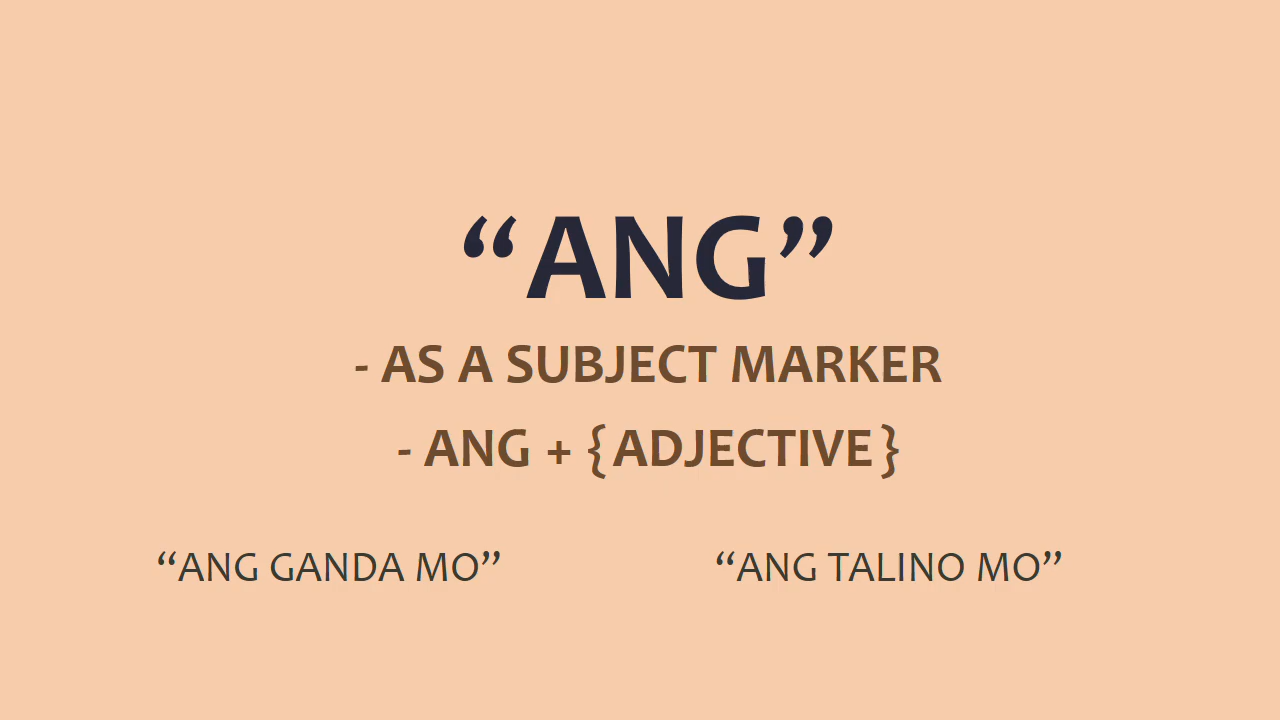 “ANG”
- AS A SUBJECT MARKER
- ANG + {ADJECTIVE}
“ANG GANDA MO” “ANG TALINO MO”